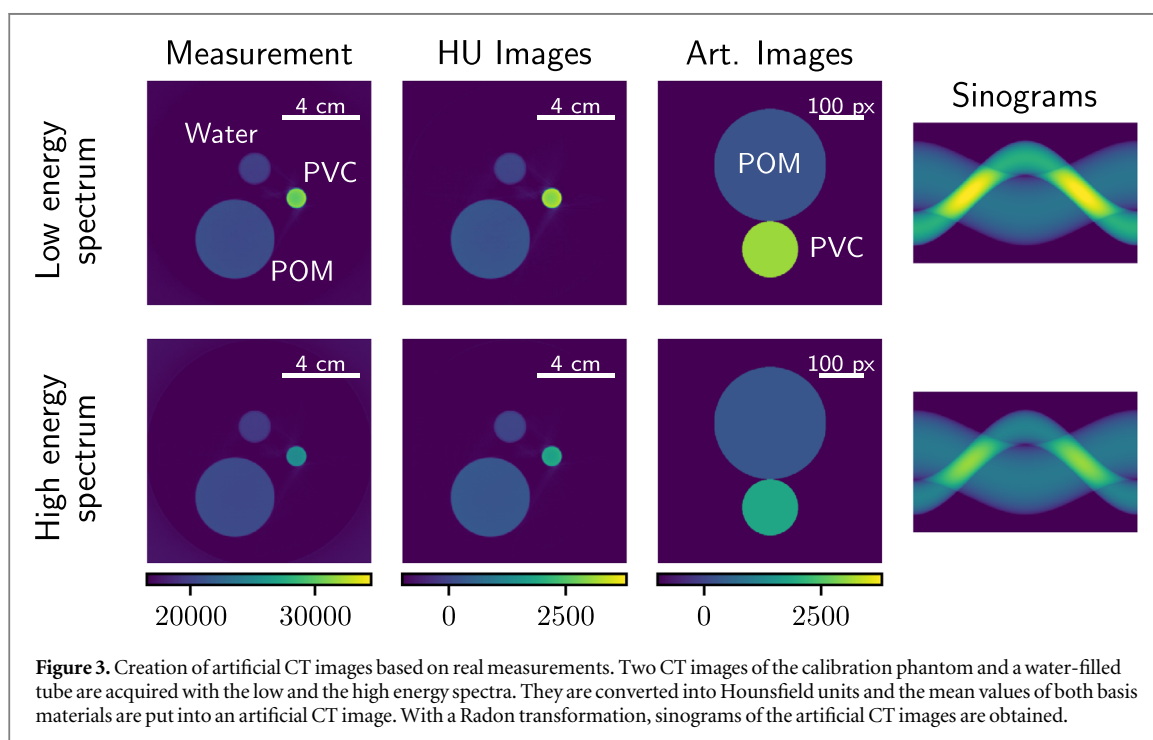 Measurement
HU Images
Art. Images
Sinograms
Low energy
spectrum
4 cm
Water
PVC
POM
4 cm
100 px
POM
PVC
High energy
spectrum
4 cm
4 cm
100 px
20000 30000
0 2500
0 2500
Figure 3. Creation of artificial CT images based on real measurements. Two CT images of the calibration phantom and a water-filled
tube are acquired with the low and the high energy spectra. They are converted into Hounsfield units and the mean values of both basis
materials are put into an artificial CT image. With a Radon transformation, sinograms of the artificial CT images are obtained.